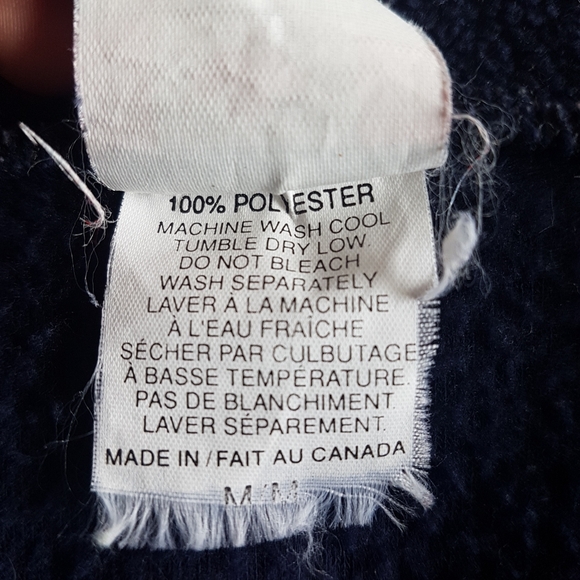 100% POLYESTER
MACHINE WASH COOL
TUMBLE DRY LOW.
DO NOT BLEACH
WASH SEPARATELY
LAVER À LA MACHINE
À L'EAU FRAÎCHE
SÉCHER PAR CULBUTAGE
À BASSE TEMPÉRATURE.
PAS DE BLANCHIMENT.
LAVER SÉPAREMENT.
MADE IN / FAIT AU CANADA
M/M